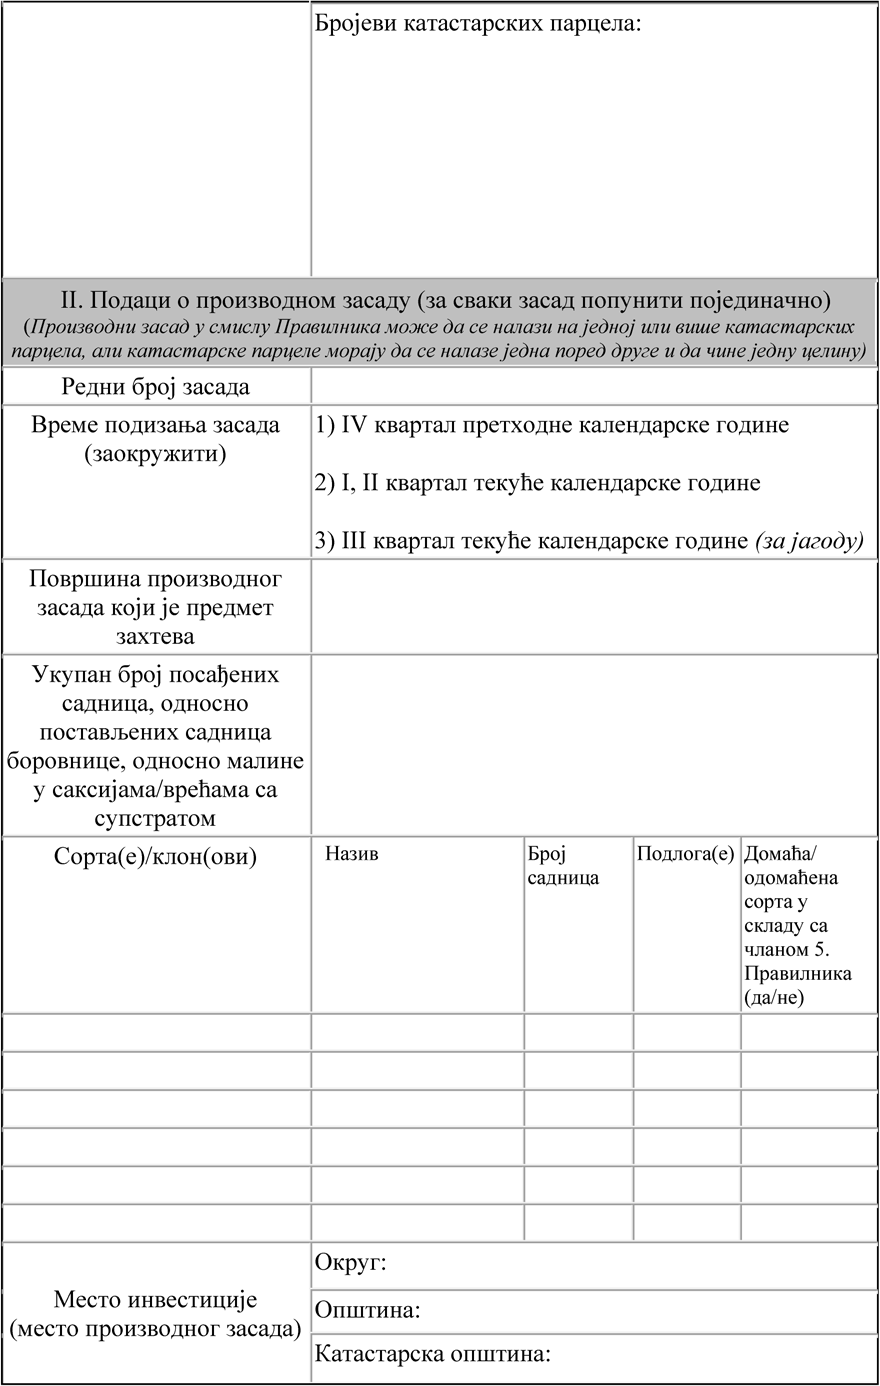 Бројеви катастарских парцела:
II. Подаци о производном засаду (за сваки засад попунити појединачно)
(Производни засад у смислу Правилника може да се налази на једној или више катастарских
парцела, али катастарске парцеле морају да се налазе једна поред друге и да чине једну целину)
Редни број засада
Време подизања засада
(заокружити)
1) IV квартал претходне календарске године
2) I, II квартал текуће календарске године
3) III квартал текуће календарске године (за јагоду)
Површина производног
засада који је предмет
захтева
Укупан број посађених
садница, односно
постављених садница
боровнице, односно малине
у саксијама/врећама са
супстратом
Сорта(е)/клон(ови)
Назив
Број
садница
Подлога(е)
Домаћа/
одомаћена
сорта у
складу са
чланом 5.
Правилника
(да/не)
Место инвестиције
(место производног засада)
Округ:
Општина:
Катастарска општина: